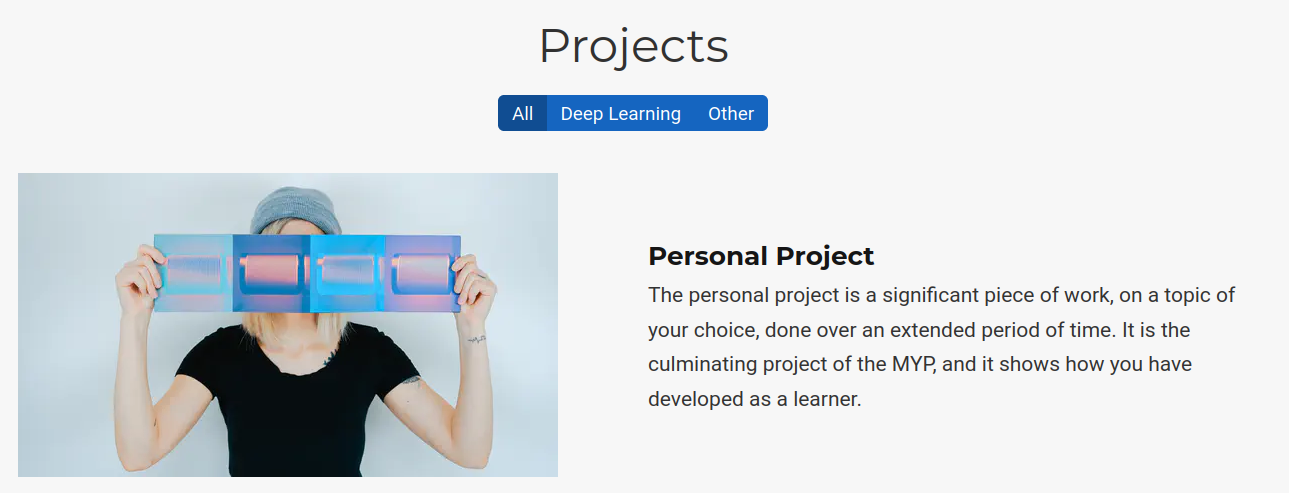 Projects
All Deep Learning Other
Personal Project
The personal project is a significant piece of work, on a topic of
your choice, done over an extended period of time. It is the
culminating project of the MYP, and it shows how you have
developed as a learner.